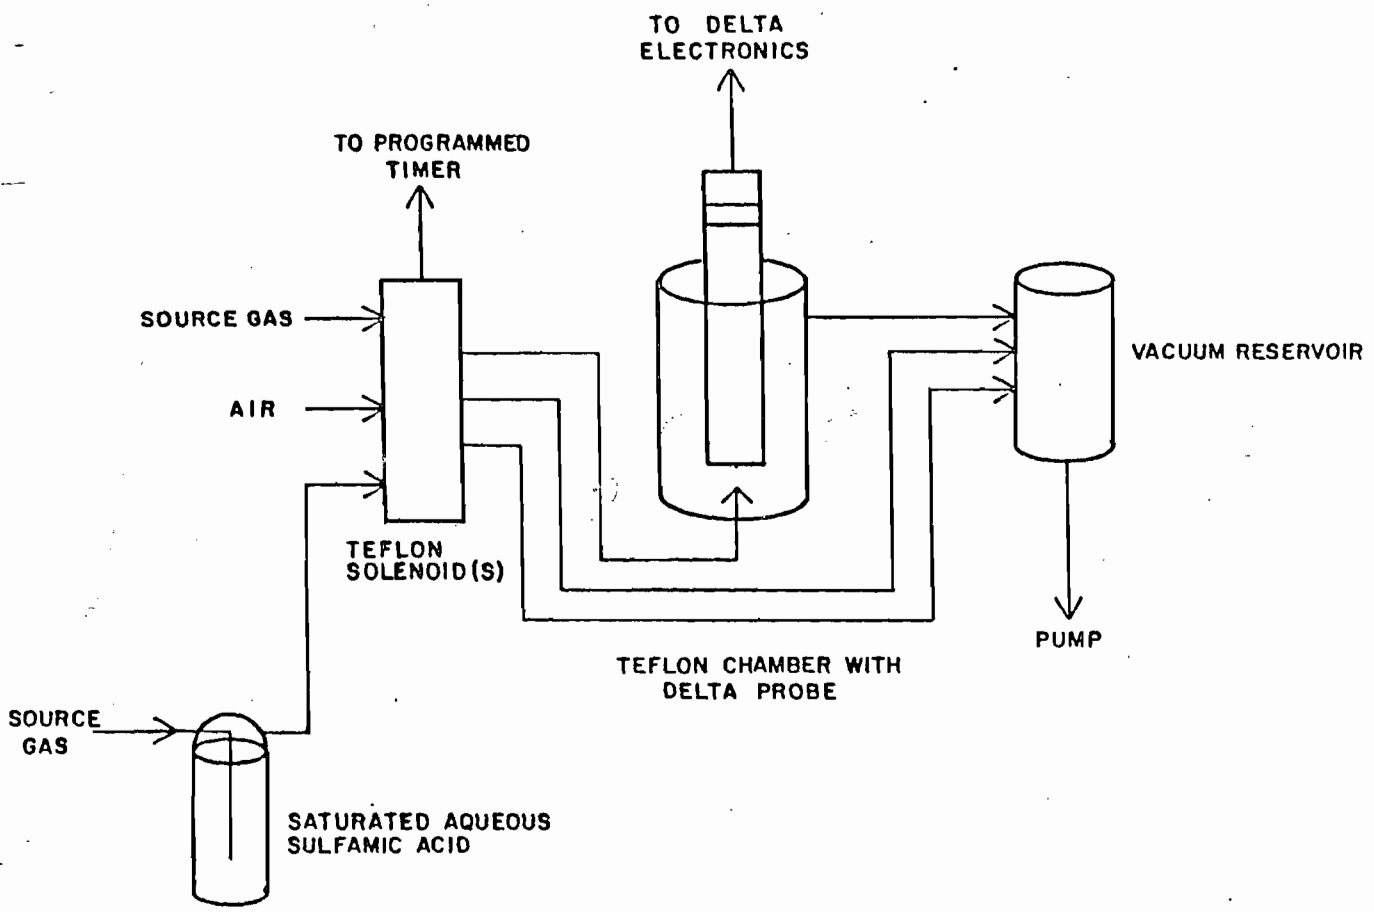 TO DELTA
ELECTRONICS
TO PROGRAMMED
TIMER
SOURCE GAS
AIR
VACUUM RESERVOIR
TEFLON
SOLENOID(S)
PUMP
TEFLON CHAMBER WITH
DELTA PROBE
SOURCE
GAS
SATURATED AQUEOUS
SULFAMIC ACID